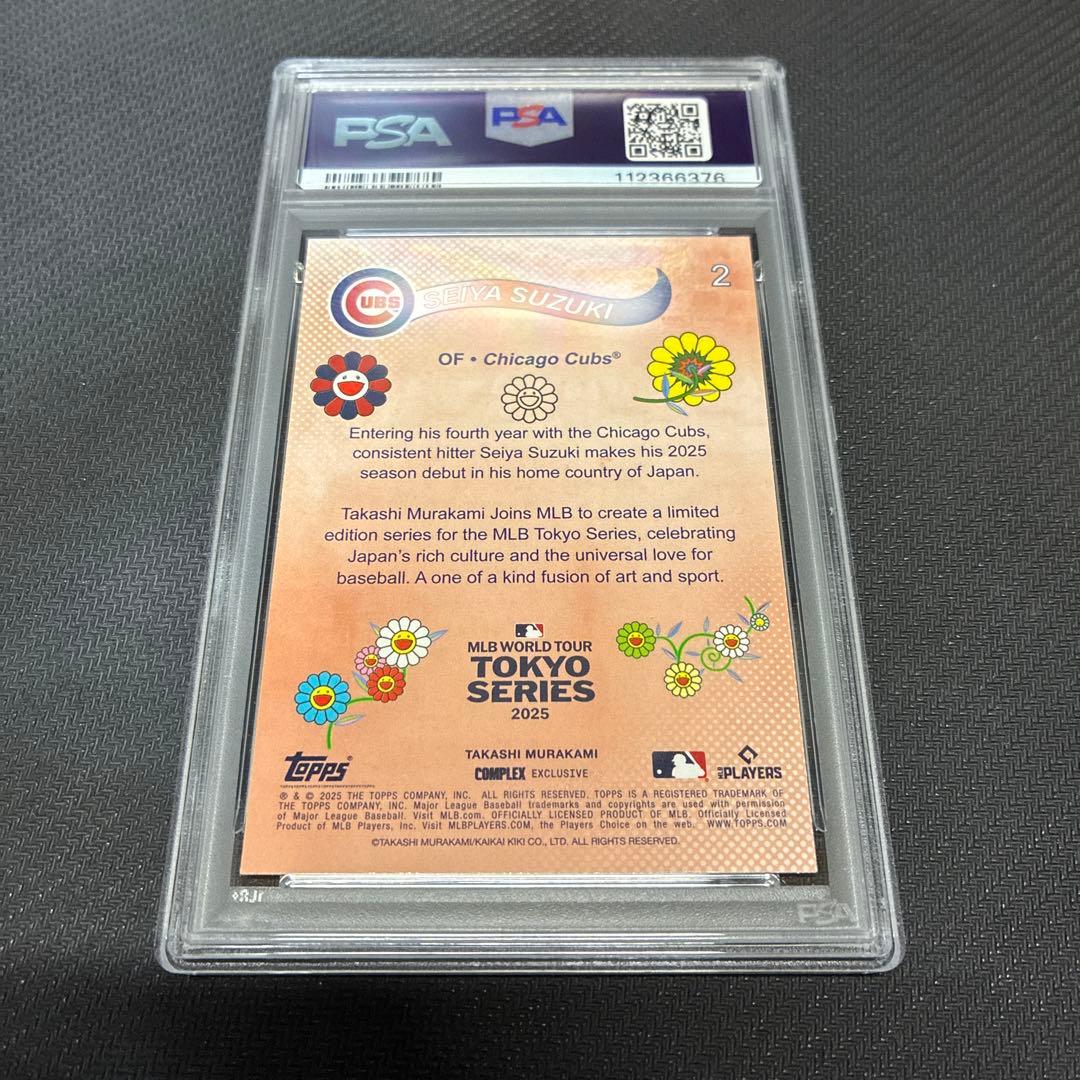 PSA
PSA
112366376
CUBS
SEIYA SUZUKI
2
OF • Chicago Cubs®
Entering his fourth year with the Chicago Cubs,
consistent hitter Seiya Suzuki makes his 2025
season debut in his home country of Japan.
Takashi Murakami Joins MLB to create a limited
edition series for the MLB Tokyo Series, celebrating
Japan's rich culture and the universal love for
baseball. A one of a kind fusion of art and sport.
MLB WORLD TOUR
TOKYO
SERIES
2025
topps®
TAKASHI MURAKAMI
COMPLEX EXCLUSIVE
MLB PLAYERS
® & © 2025 THE TOPPS COMPANY, INC. ALL RIGHTS RESERVED. TOPPS IS A REGISTERED TRADEMARK OF
THE TOPPS COMPANY, INC. Major League Baseball trademarks and copyrights are used with permission
of Major League Baseball. Visit MLB.com. OFFICIALLY LICENSED PRODUCT OF MLB. Officially Licensed
Product of MLB Players, Inc. Visit MLBPLAYERS.COM, the Players Choice on the web. WWW.TOPPS.COM
©TAKASHI MURAKAMI/KAIKAI KIKI CO., LTD. ALL RIGHTS RESERVED.
PSA